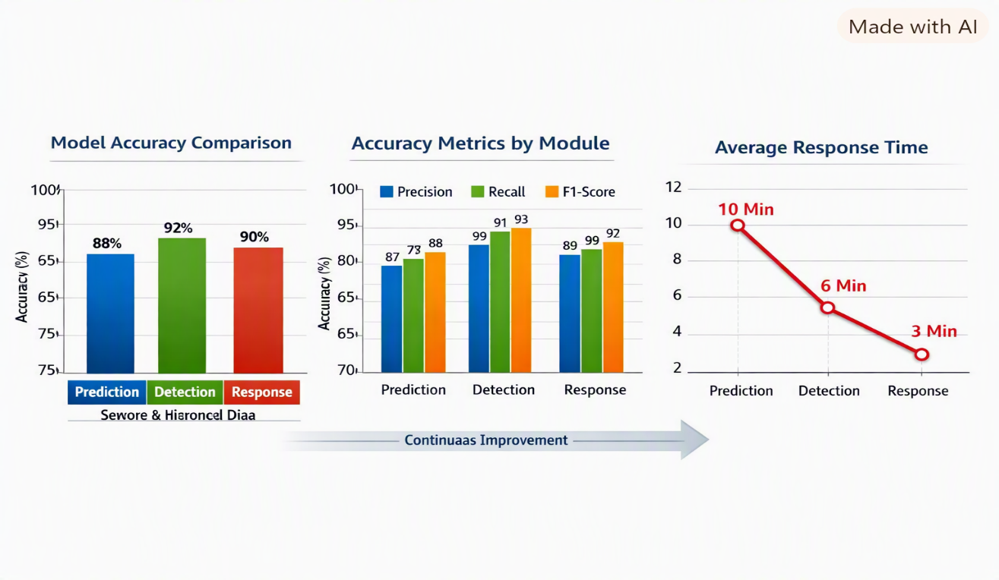 Made with AI
Model Accuracy Comparison
100
95
65
65
75
75
Accuracy (%)
88%
92%
90%
Prediction Detection Response
Sewore & Hisroncel Diaa
Accuracy Metrics by Module
Precision Recall F1-Score
100
95
80
65
65
70
Accuiracy (%)
87 73 88
99 91 93
89 99 92
Prediction Detection Response
Average Response Time
12
10
8
6
4
2
10 Min
6 Min
3 Min
Prediction Detection Response
Continuaas Improvement